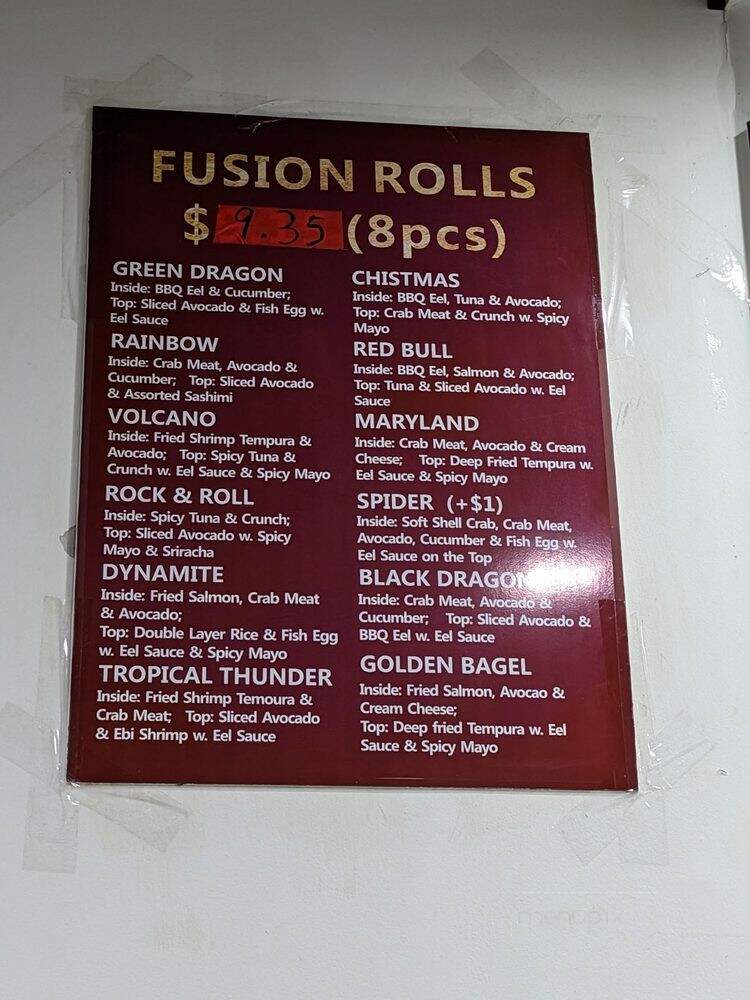 FUSION ROLLS
$ 9.35 (8pcs)
GREEN DRAGON
Inside: BBQ Eel & Cucumber;
Top: Sliced Avocado & Fish Egg w.
Eel Sauce
RAINBOW
Inside: Crab Meat, Avocado &
Cucumber; Top: Sliced Avocado
& Assorted Sashimi
VOLCANO
Inside: Fried Shrimp Tempura &
Avocado; Top: Spicy Tuna &
Crunch w. Eel Sauce & Spicy Mayo
ROCK & ROLL
Inside: Spicy Tuna & Crunch;
Top: Sliced Avocado w. Spicy
Mayo & Sriracha
DYNAMITE
Inside: Fried Salmon, Crab Meat
& Avocado;
Top: Double Layer Rice & Fish Egg
w. Eel Sauce & Spicy Mayo
TROPICAL THUNDER
Inside: Fried Shrimp Temoura &
Crab Meat; Top: Sliced Avocado
& Ebi Shrimp w. Eel Sauce
CHISTMAS
Inside: BBQ Eel, Tuna & Avocado;
Top: Crab Meat & Crunch w. Spicy
Mayo
RED BULL
Inside: BBQ Eel, Salmon & Avocado;
Top: Tuna & Sliced Avocado w. Eel
Sauce
MARYLAND
Inside: Crab Meat, Avocado & Cream
Cheese; Top: Deep Fried Tempura w.
Eel Sauce & Spicy Mayo
SPIDER (+$1)
Inside: Soft Shell Crab, Crab Meat,
Avocado, Cucumber & Fish Egg w.
Eel Sauce on the Top
BLACK DRAGON
Inside: Crab Meat, Avocado &
Cucumber; Top: Sliced Avocado &
BBQ Eel w. Eel Sauce
GOLDEN BAGEL
Inside: Fried Salmon, Avocao &
Cream Cheese;
Top: Deep fried Tempura w. Eel
Sauce & Spicy Mayo